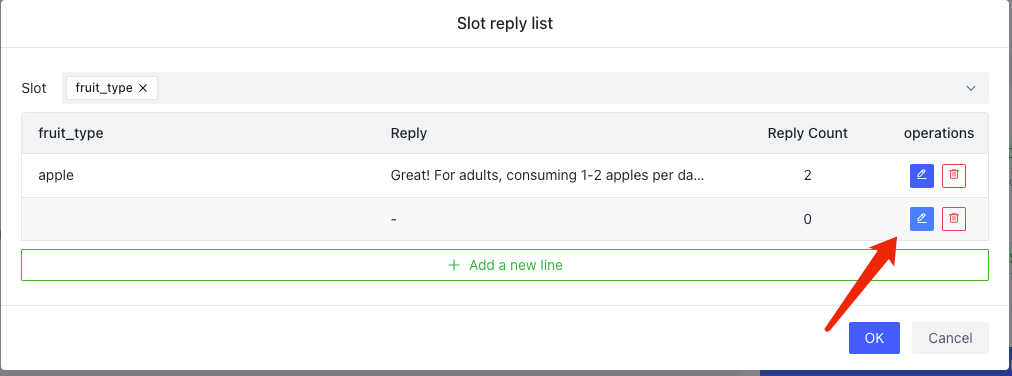 Slot reply list
Slot fruit_type ×
fruit_type Reply Reply Count operations
apple Great! For adults, consuming 1-2 apples per da... 2
- 0
+ Add a new line
OK Cancel